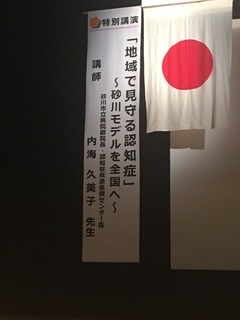 特別講演
「地域で見守る認知症」
～砂川モデルを全国へ～
講師
砂川市立病院副院長・認知症疾患医療センター長
内海 久美子 先生